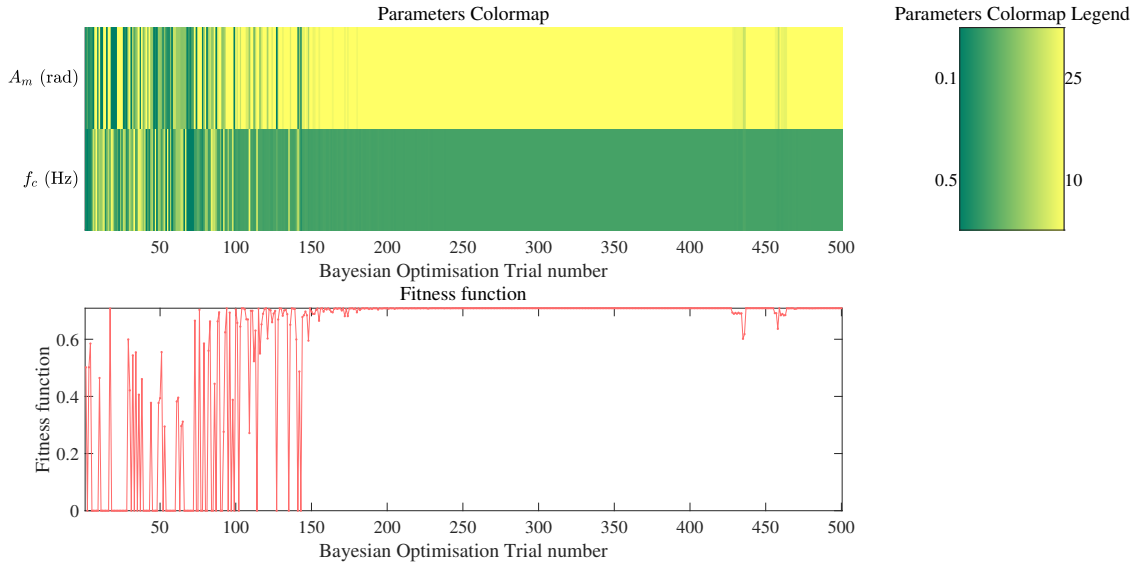 Parameters Colormap
Parameters Colormap Legend
A_m (rad)
f_c (Hz)
0.1
25
0.5
10
50 100 150 200 250 300 350 400 450 500
Bayesian Optimisation Trial number
Fitness function
Fitness function
0.6
0.4
0.2
0
50 100 150 200 250 300 350 400 450 500
Bayesian Optimisation Trial number